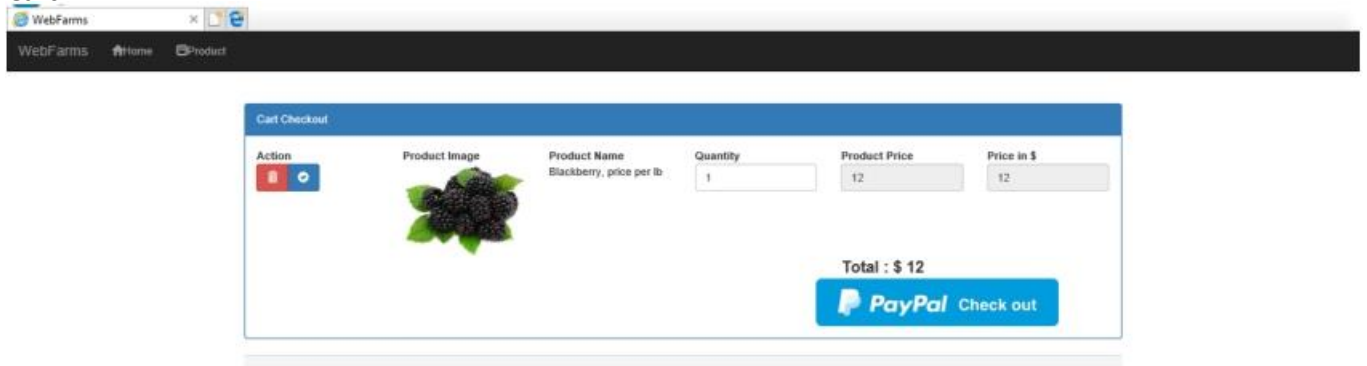 WebFarms
WebFarms Home Product
Cart Checkout
Action Product Image Product Name Quantity Product Price Price in $
Blackberry, price per lb 1 12 12
Total : $ 12
PayPal Check out